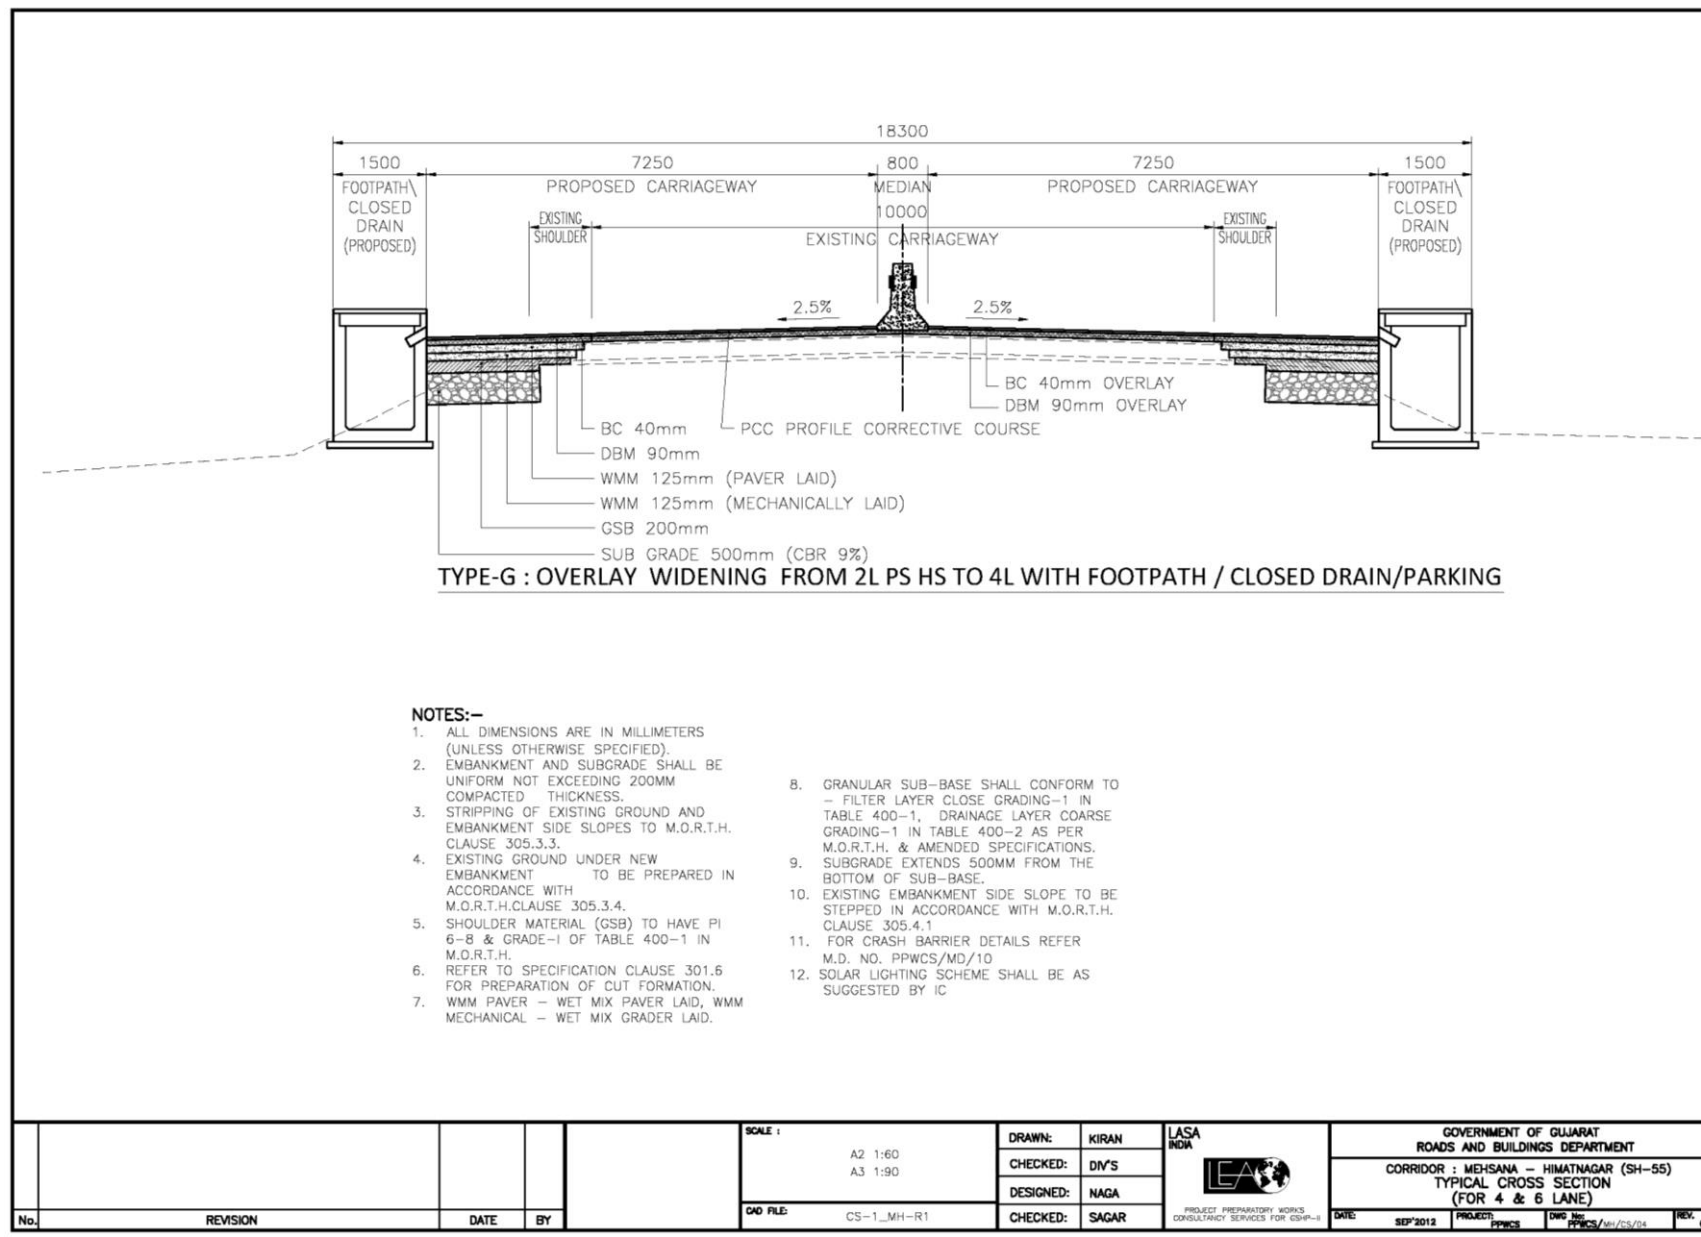 18300
1500 7250 800 7250 1500
FOOTPATH\ PROPOSED CARRIAGEWAY MEDIAN PROPOSED CARRIAGEWAY FOOTPATH\
CLOSED CLOSED
DRAIN DRAIN
(PROPOSED) (PROPOSED)
EXISTING 10000 EXISTING
SHOULDER EXISTING CARRIAGEWAY SHOULDER
2.5% 2.5%
BC 40mm OVERLAY
DBM 90mm OVERLAY
BC 40mm PCC PROFILE CORRECTIVE COURSE
DBM 90mm
WMM 125mm (PAVER LAID)
WMM 125mm (MECHANICALLY LAID)
GSB 200mm
SUB GRADE 500mm (CBR 9%)
TYPE-G : OVERLAY WIDENING FROM 2L PS HS TO 4L WITH FOOTPATH / CLOSED DRAIN/PARKING
NOTES:-
1. ALL DIMENSIONS ARE IN MILLIMETERS
(UNLESS OTHERWISE SPECIFIED).
2. EMBANKMENT AND SUBGRADE SHALL BE
UNIFORM NOT EXCEEDING 200MM
COMPACTED THICKNESS.
3. STRIPPING OF EXISTING GROUND AND
EMBANKMENT SIDE SLOPES TO M.O.R.T.H.
CLAUSE 305.3.3.
4. EXISTING GROUND UNDER NEW
EMBANKMENT TO BE PREPARED IN
ACCORDANCE WITH
M.O.R.T.H.CLAUSE 305.3.4.
5. SHOULDER MATERIAL (GSB) TO HAVE PI
6-8 & GRADE-I OF TABLE 400-1 IN
M.O.R.T.H.
6. REFER TO SPECIFICATION CLAUSE 301.6
FOR PREPARATION OF CUT FORMATION.
7. WMM PAVER - WET MIX PAVER LAID, WMM
MECHANICAL - WET MIX GRADER LAID.
8. GRANULAR SUB-BASE SHALL CONFORM TO
- FILTER LAYER CLOSE GRADING-1 IN
TABLE 400-1, DRAINAGE LAYER COARSE
GRADING-1 IN TABLE 400-2 AS PER
M.O.R.T.H. & AMENDED SPECIFICATIONS.
9. SUBGRADE EXTENDS 500MM FROM THE
BOTTOM OF SUB-BASE.
10. EXISTING EMBANKMENT SIDE SLOPE TO BE
STEPPED IN ACCORDANCE WITH M.O.R.T.H.
CLAUSE 305.4.1
11. FOR CRASH BARRIER DETAILS REFER
M.D. NO. PPWCS/MD/10
12. SOLAR LIGHTING SCHEME SHALL BE AS
SUGGESTED BY IC
No. REVISION DATE BY
SCALE :
A2 1:60
A3 1:90
CAD FILE: CS-1_MH-R1
DRAWN: KIRAN
CHECKED: DIV'S
DESIGNED: NAGA
CHECKED: SAGAR
LASA
INDIA
LEA
PROJECT PREPARATORY WORKS
CONSULTANCY SERVICES FOR GSHP-II
GOVERNMENT OF GUJARAT
ROADS AND BUILDINGS DEPARTMENT
CORRIDOR : MEHSANA - HIMATNAGAR (SH-55)
TYPICAL CROSS SECTION
(FOR 4 & 6 LANE)
DATE: SEP'2012 PROJECT: PPWCS DWG No: PPWCS/MH/CS/04 REV.